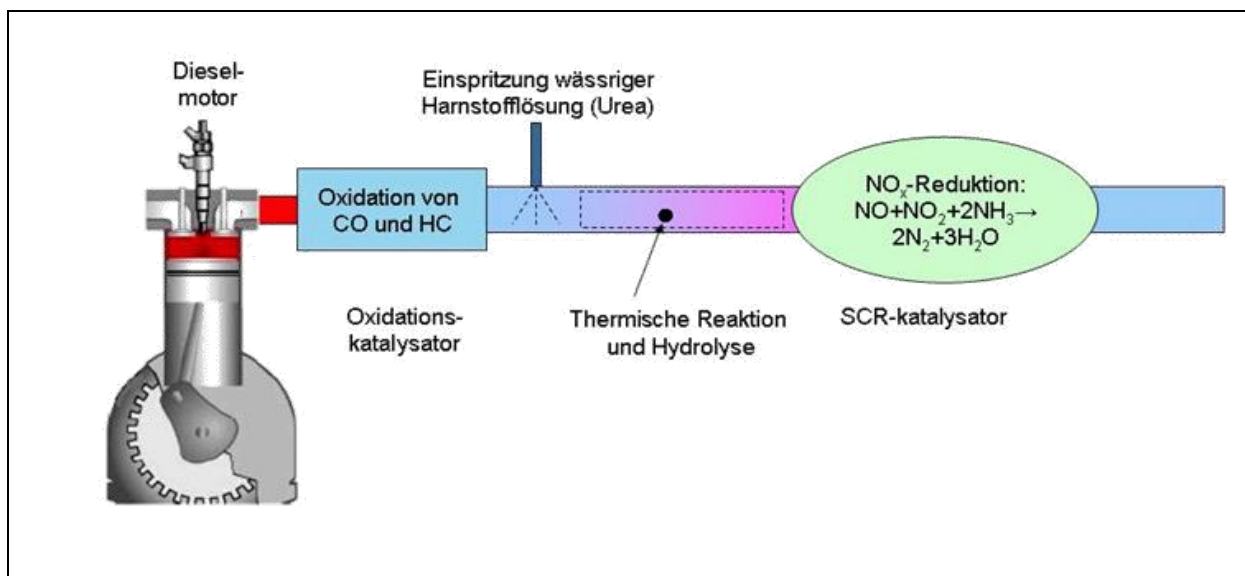 Diesel-
motor
Einspritzung wässriger
Harnstofflösung (Urea)
Oxidation von
CO und HC
NOₓ-Reduktion:
NO+NO₂+2NH₃→
2N₂+3H₂O
Oxidations-
katalysator
Thermische Reaktion
und Hydrolyse
SCR-katalysator